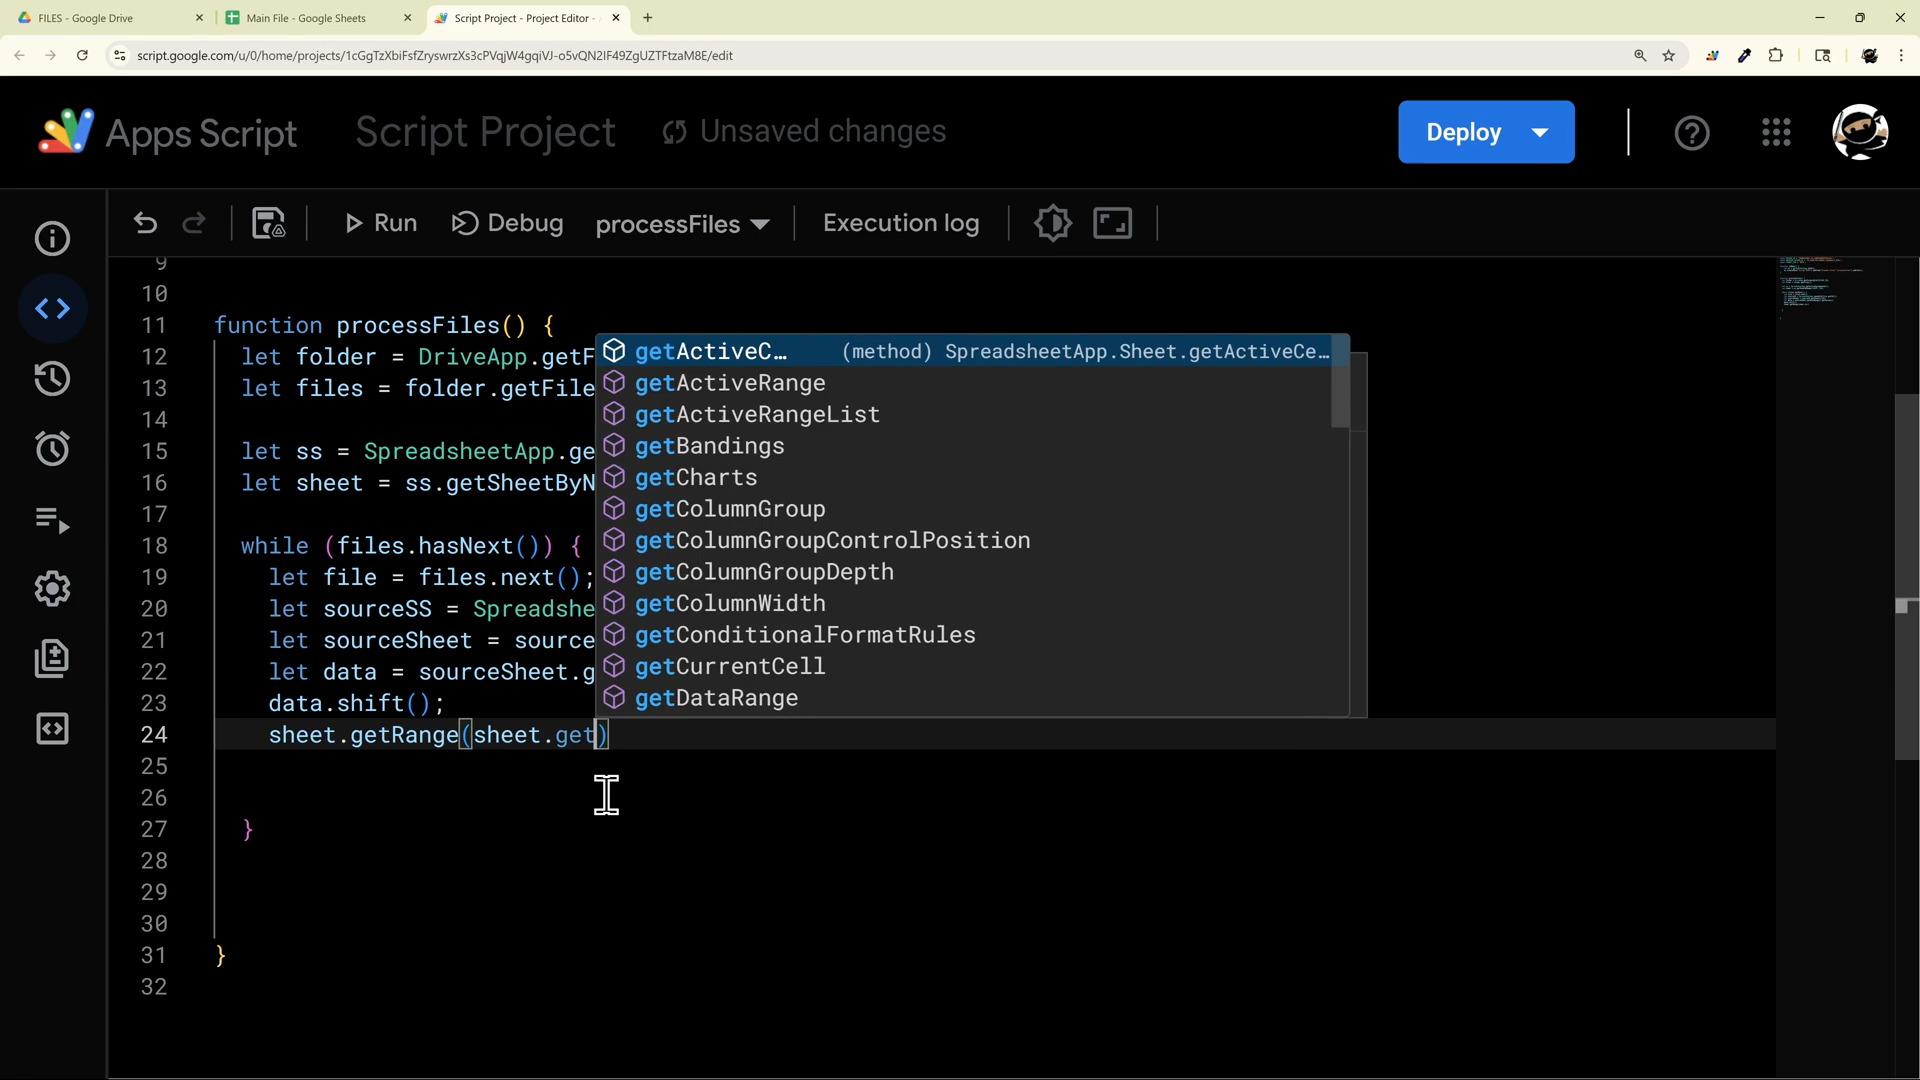 FILES - Google Drive
Main File - Google Sheets
Script Project - Project Editor -
script.google.com/u/0/home/projects/1cGgTzXbiFsfZryswrzXs3cPVqjW4gqiVJ-o5vQN2IF49ZgUZTFtzaM8E/edit
Apps Script
Script Project
Unsaved changes
Deploy
Run
Debug
processFiles
Execution log
9
10
11 function processFiles() {
12 let folder = DriveApp.getF
13 let files = folder.getFile
14
15 let ss = SpreadsheetApp.ge
16 let sheet = ss.getSheetByN
17
18 while (files.hasNext()) {
19 let file = files.next();
20 let sourceSS = Spreadshe
21 let sourceSheet = source
22 let data = sourceSheet.g
23 data.shift();
24 sheet.getRange(sheet.get)
25
26
27 }
28
29
30
31 }
32
getActiveC… (method) SpreadsheetApp.Sheet.getActiveCe…
getActiveRange
getActiveRangeList
getBandings
getCharts
getColumnGroup
getColumnGroupControlPosition
getColumnGroupDepth
getColumnWidth
getConditionalFormatRules
getCurrentCell
getDataRange